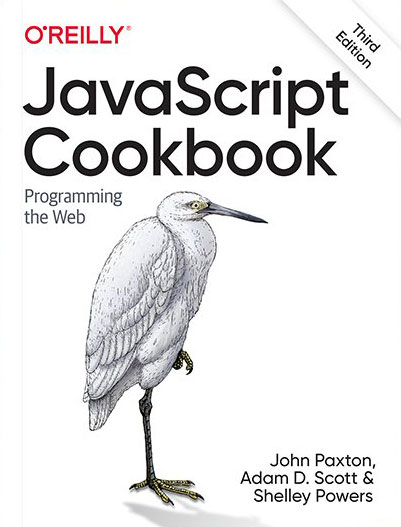 O'REILLY®
Third
Edition
JavaScript
Cookbook
Programming
the Web
John Paxton,
Adam D. Scott &
Shelley Powers